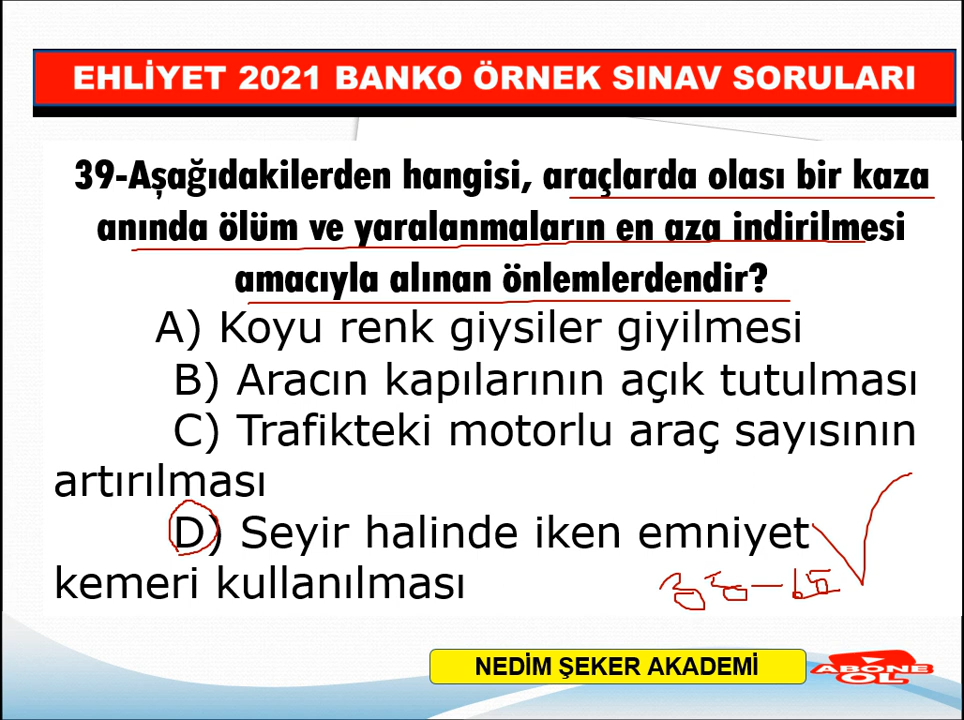 EHLİYET 2021 BANKO ÖRNEK SINAV SORULARI
39-Aşağıdakilerden hangisi, araçlarda olası bir kaza
anında ölüm ve yaralanmaların en aza indirilmesi
amacıyla alınan önlemlerdendir?
A) Koyu renk giysiler giyilmesi
B) Aracın kapılarının açık tutulması
C) Trafikteki motorlu araç sayısının
artırılması
D) Seyir halinde iken emniyet
kemeri kullanılması
NEDİM ŞEKER AKADEMİ
ABONE
OL